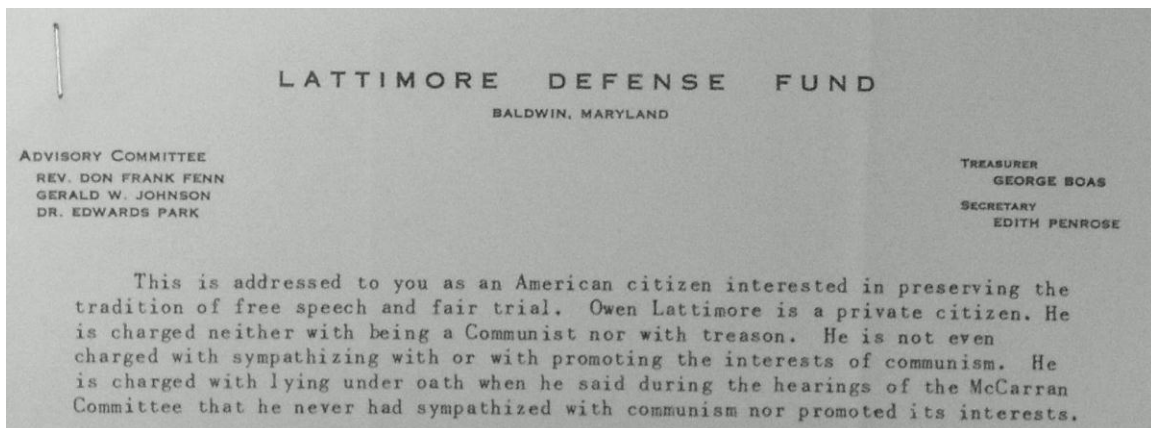 LATTIMORE DEFENSE FUND
BALDWIN, MARYLAND
ADVISORY COMMITTEE
REV. DON FRANK FENN
GERALD W. JOHNSON
DR. EDWARDS PARK
TREASURER
GEORGE BOAS
SECRETARY
EDITH PENROSE
This is addressed to you as an American citizen interested in preserving the
tradition of free speech and fair trial. Owen Lattimore is a private citizen. He
is charged neither with being a Communist nor with treason. He is not even
charged with sympathizing with or with promoting the interests of communism. He
is charged with lying under oath when he said during the hearings of the McCarran
Committee that he never had sympathized with communism nor promoted its interests.